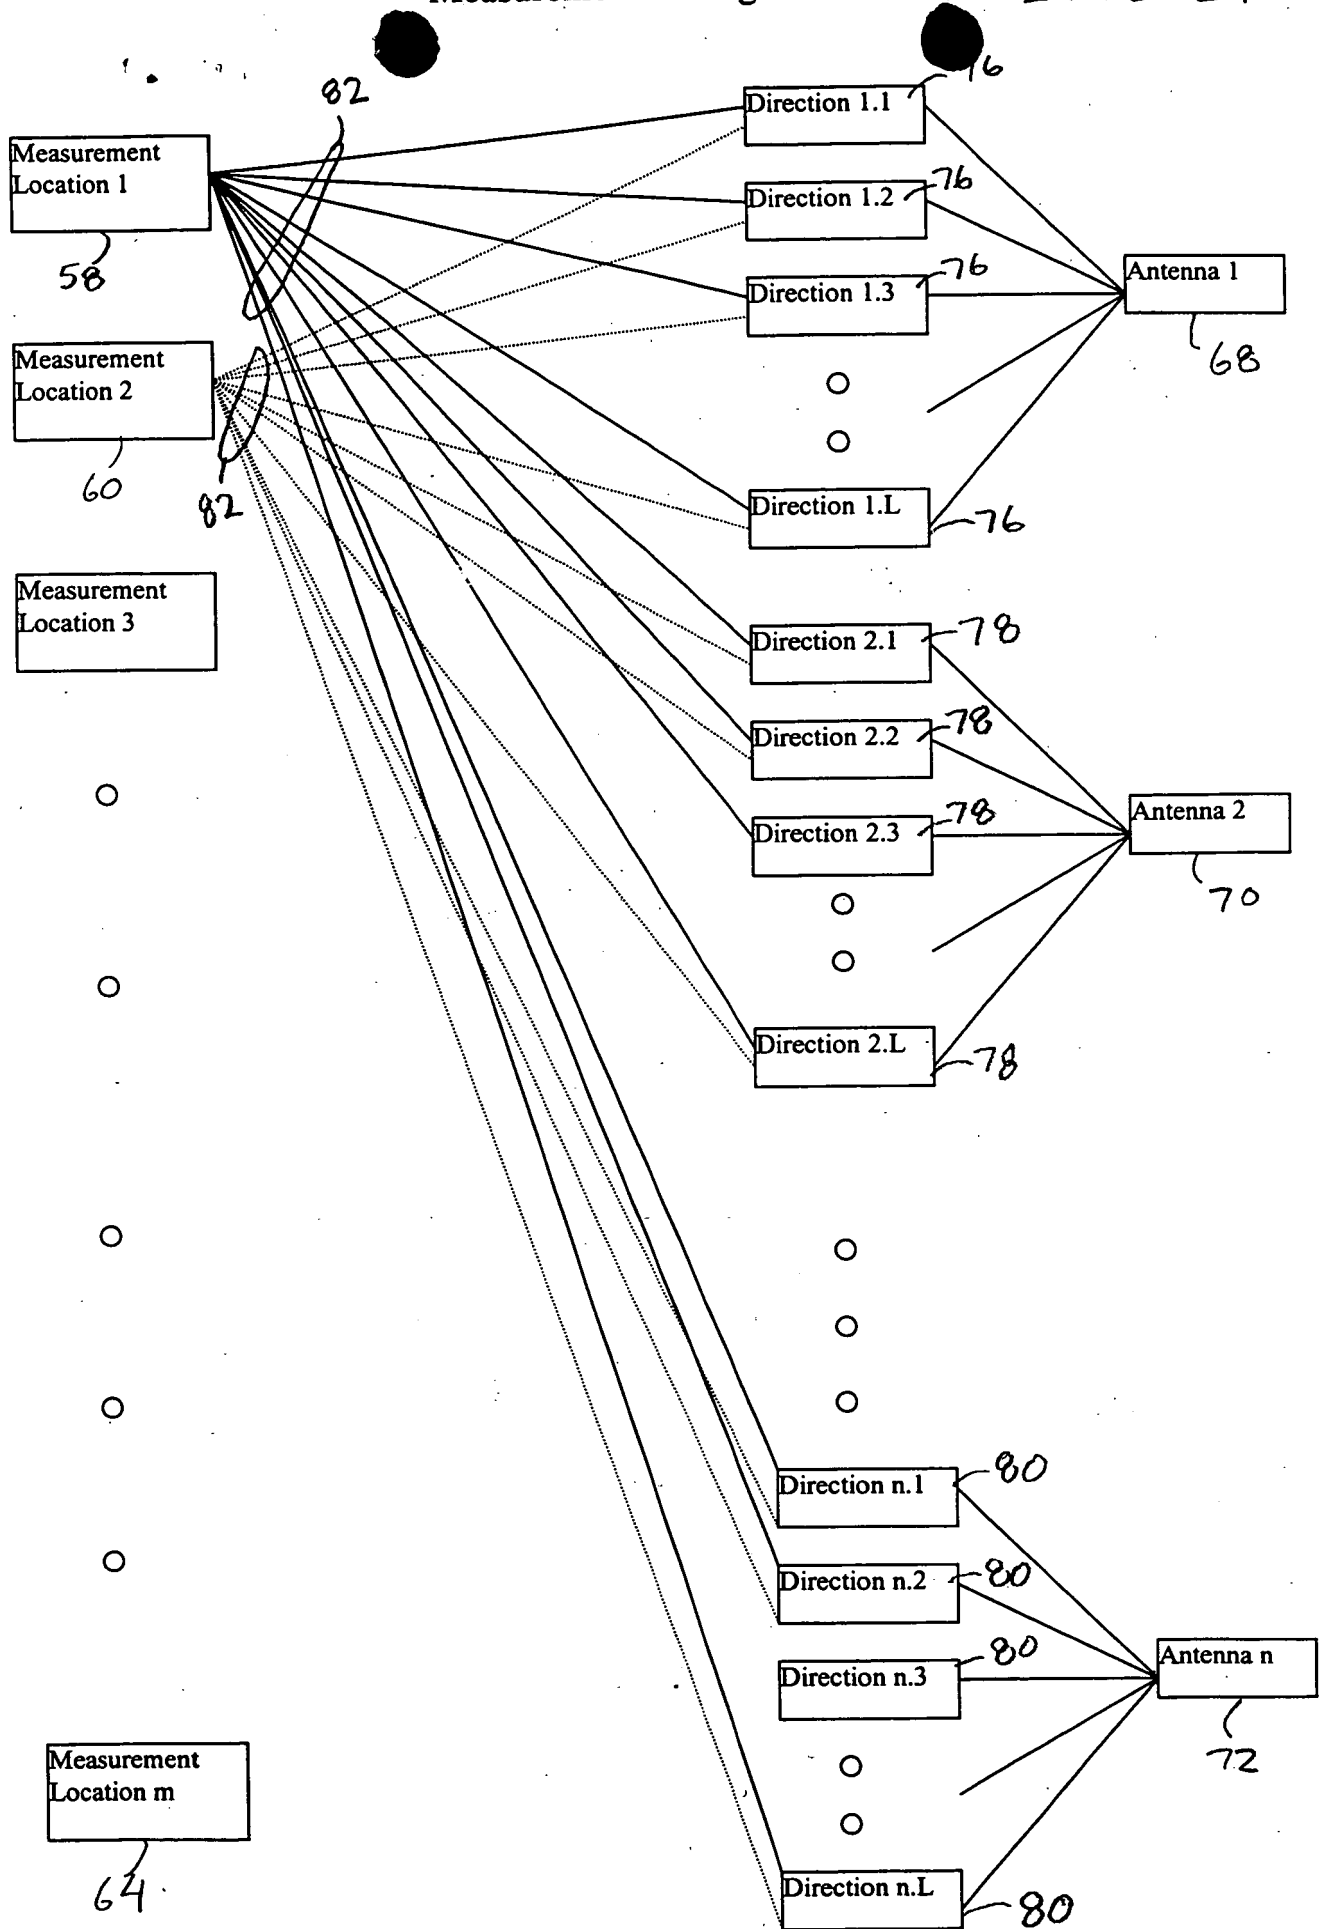 82
76
Direction 1.1
Measurement
Location 1
58
76
Direction 1.2
76
Direction 1.3
Antenna 1
68
Measurement
Location 2
60
82
Direction 1.L
76
Measurement
Location 3
Direction 2.1
78
Direction 2.2
78
Direction 2.3
78
Antenna 2
70
Direction 2.L
78
Direction n.1
80
Direction n.2
80
Direction n.3
80
Antenna n
72
Measurement
Location m
64
Direction n.L
80